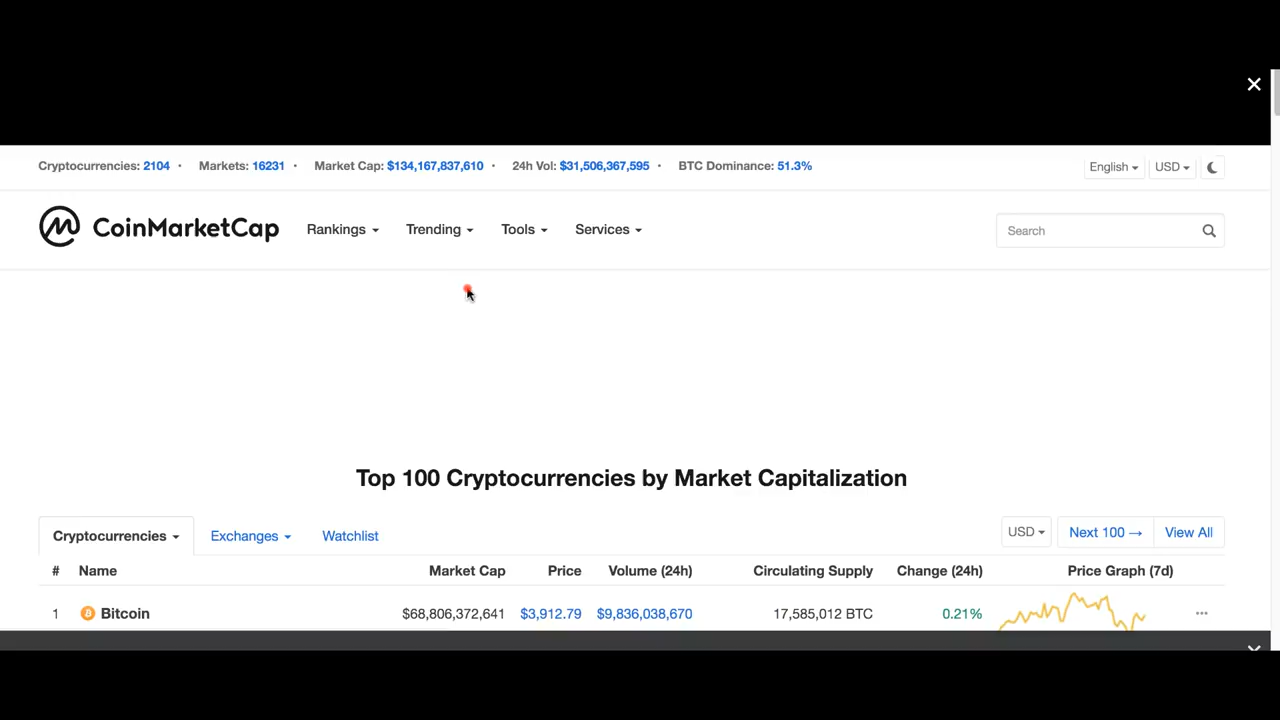 Cryptocurrencies: 2104 • Markets: 16231 • Market Cap: $134,167,837,610 • 24h Vol: $31,506,367,595 • BTC Dominance: 51.3% English USD
CoinMarketCap Rankings Trending Tools Services Search
Top 100 Cryptocurrencies by Market Capitalization
Cryptocurrencies Exchanges Watchlist USD Next 100 → View All
# Name Market Cap Price Volume (24h) Circulating Supply Change (24h) Price Graph (7d)
1 Bitcoin $68,806,372,641 $3,912.79 $9,836,038,670 17,585,012 BTC 0.21%